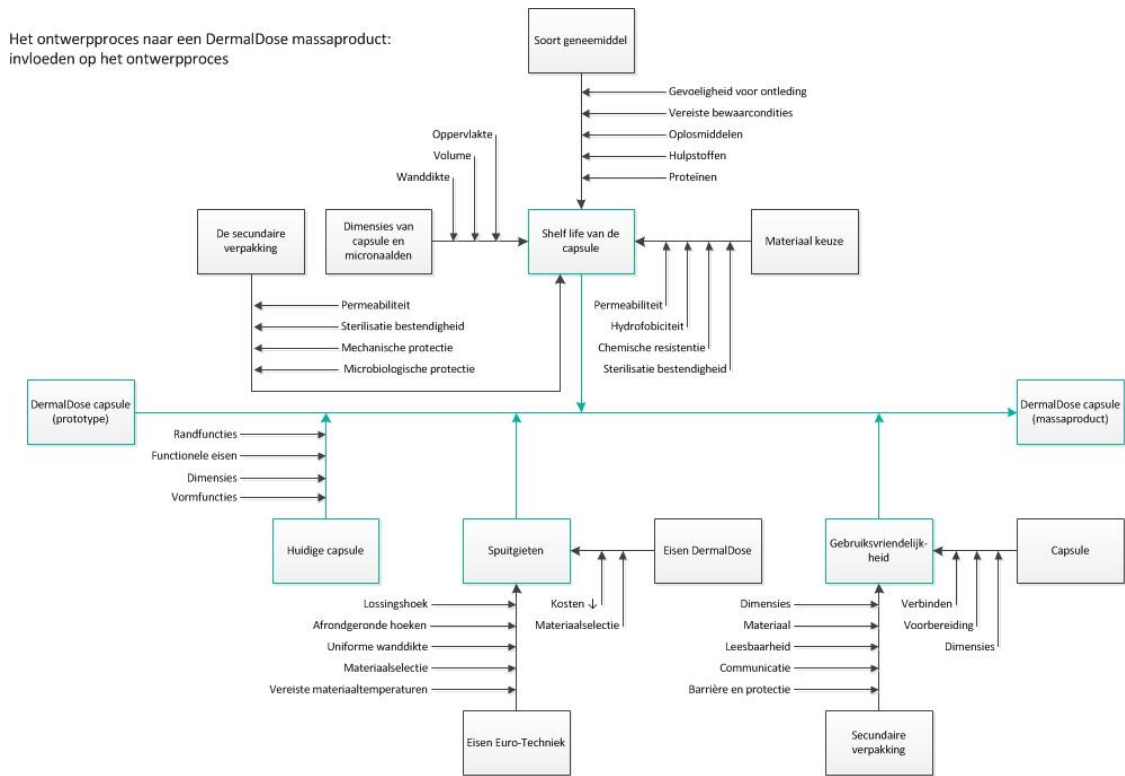 Het ontwerpproces naar een DermalDose massaproduct:
invloeden op het ontwerpproces
Soort geneemiddel
Gevoeligheid voor ontleding
Vereiste bewaarcondities
Oplosmiddelen
Hulpstoffen
Proteïnen
Oppervlakte
Volume
Wanddikte
De secundaire
verpakking
Dimensies van
capsule en
micronaalden
Shelf life van de
capsule
Materiaal keuze
Permeabiliteit
Sterilisatie bestendigheid
Mechanische protectie
Microbiologische protectie
Permeabiliteit
Hydrofobiciteit
Chemische resistentie
Sterilisatie bestendigheid
DermalDose capsule
(prototype)
DermalDose capsule
(massaproduct)
Randfuncties
Functionele eisen
Dimensies
Vormfuncties
Huidige capsule
Spuitgieten
Eisen DermalDose
Gebruiksvriendelijk-
heid
Capsule
Lossingshoek
Afrondgeronde hoeken
Uniforme wanddikte
Materiaalselectie
Vereiste materiaaltemperaturen
Kosten ↓
Materiaalselectie
Dimensies
Materiaal
Leesbaarheid
Communicatie
Barrière en protectie
Verbinden
Voorbereiding
Dimensies
Eisen Euro-Techniek
Secundaire
verpakking